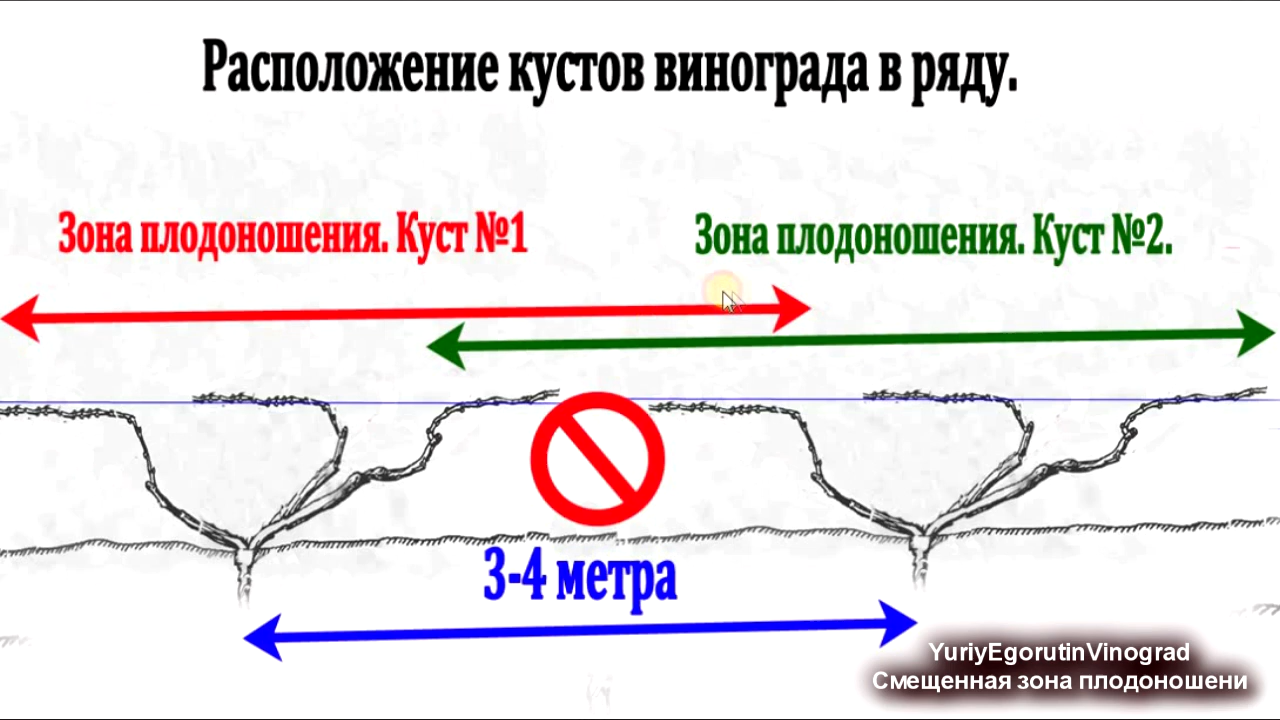 Расположение кустов винограда в ряду.
Зона плодоношения. Куст №1
Зона плодоношения. Куст №2.
3-4 метра
YuriyEgorutinVinograd
Смещенная зона плодоношени